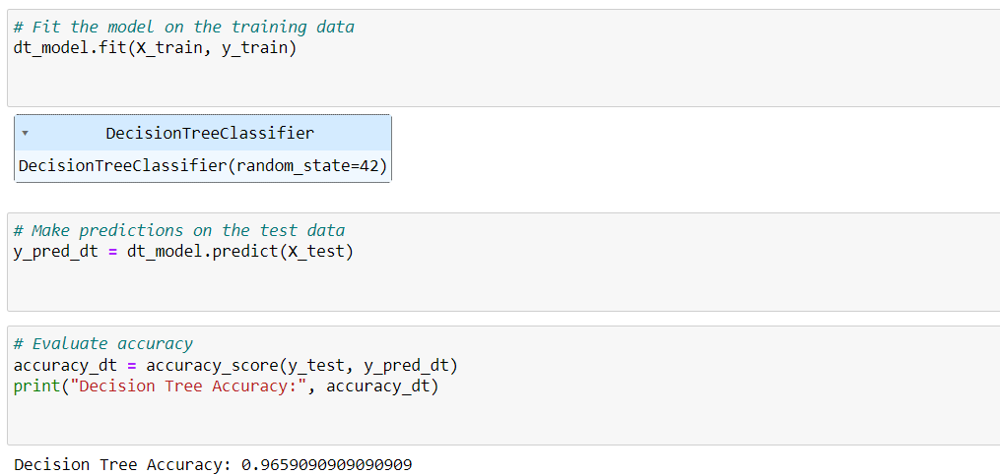 # Fit the model on the training data
dt_model.fit(X_train, y_train)
DecisionTreeClassifier
DecisionTreeClassifier(random_state=42)
# Make predictions on the test data
y_pred_dt = dt_model.predict(X_test)
# Evaluate accuracy
accuracy_dt = accuracy_score(y_test, y_pred_dt)
print("Decision Tree Accuracy:", accuracy_dt)
Decision Tree Accuracy: 0.9659090909090909